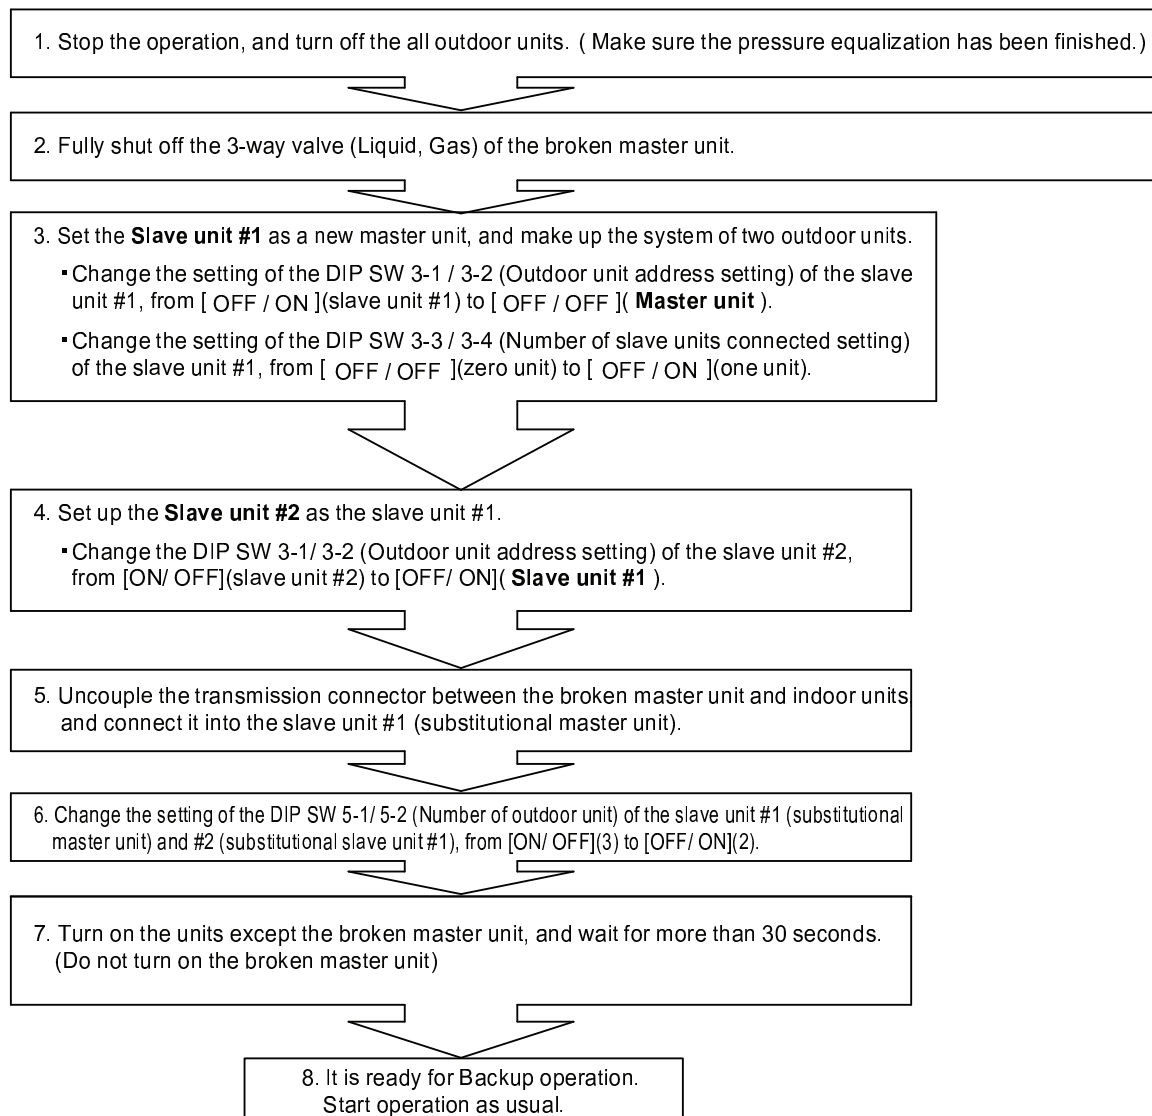 1. Stop the operation, and turn off the all outdoor units. ( Make sure the pressure equalization has been finished.)
2. Fully shut off the 3-way valve (Liquid, Gas) of the broken master unit.
3. Set the Slave unit #1 as a new master unit, and make up the system of two outdoor units.
▪Change the setting of the DIP SW 3-1 / 3-2 (Outdoor unit address setting) of the slave
unit #1, from [ OFF / ON ](slave unit #1) to [ OFF / OFF ]( Master unit ).
▪Change the setting of the DIP SW 3-3 / 3-4 (Number of slave units connected setting)
of the slave unit #1, from [ OFF / OFF ](zero unit) to [ OFF / ON ](one unit).
4. Set up the Slave unit #2 as the slave unit #1.
▪Change the DIP SW 3-1/ 3-2 (Outdoor unit address setting) of the slave unit #2,
from [ON/ OFF](slave unit #2) to [OFF/ ON]( Slave unit #1 ).
5. Uncouple the transmission connector between the broken master unit and indoor units,
and connect it into the slave unit #1 (substitutional master unit).
6. Change the setting of the DIP SW 5-1/ 5-2 (Number of outdoor unit) of the slave unit #1 (substitutional
master unit) and #2 (substitutional slave unit #1), from [ON/ OFF](3) to [OFF/ ON](2).
7. Turn on the units except the broken master unit, and wait for more than 30 seconds.
(Do not turn on the broken master unit)
8. It is ready for Backup operation.
Start operation as usual.